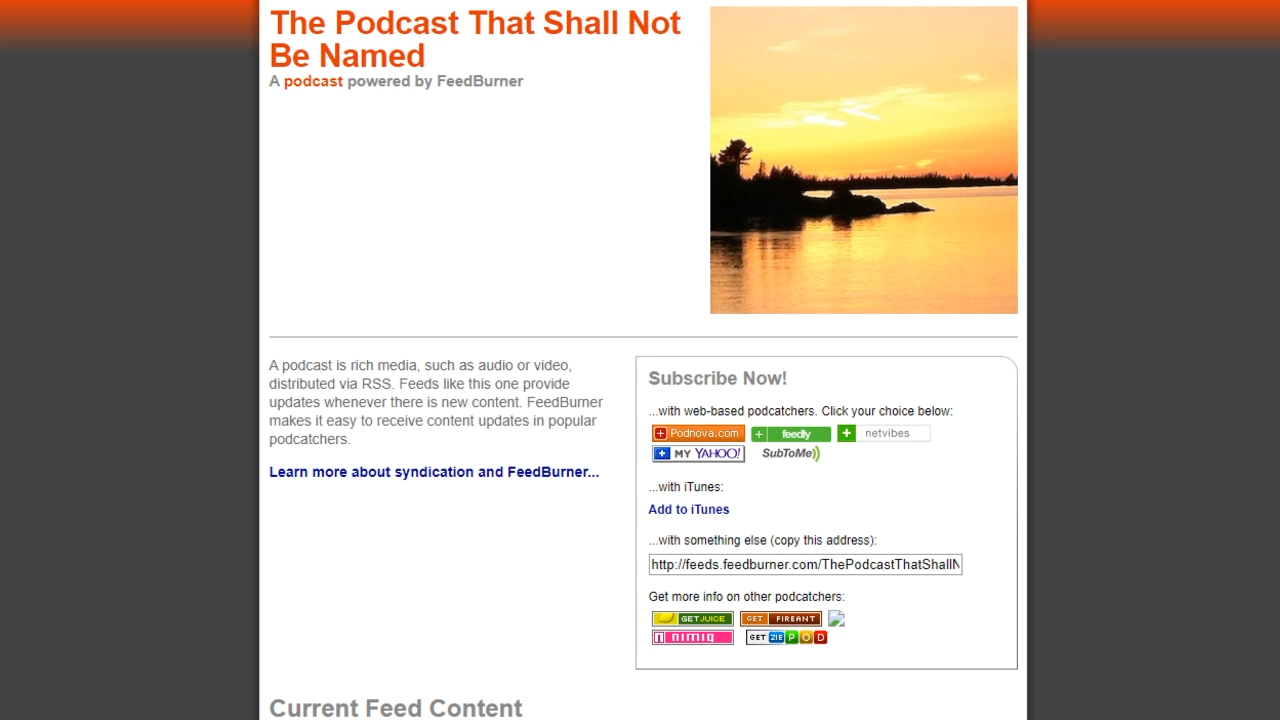 The Podcast That Shall Not
Be Named
A podcast powered by FeedBurner
A podcast is rich media, such as audio or video,
distributed via RSS. Feeds like this one provide
updates whenever there is new content. FeedBurner
makes it easy to receive content updates in popular
podcatchers.
Learn more about syndication and FeedBurner...
Subscribe Now!
...with web-based podcatchers. Click your choice below:
Podnova.com + feedly + netvibes
MY YAHOO! SubToMe
...with iTunes:
Add to iTunes
...with something else (copy this address):
http://feeds.feedburner.com/ThePodcastThatShallN
Get more info on other podcatchers:
GETJUICE GET FIREANT
nimiq GET ZIEPOD
Current Feed Content